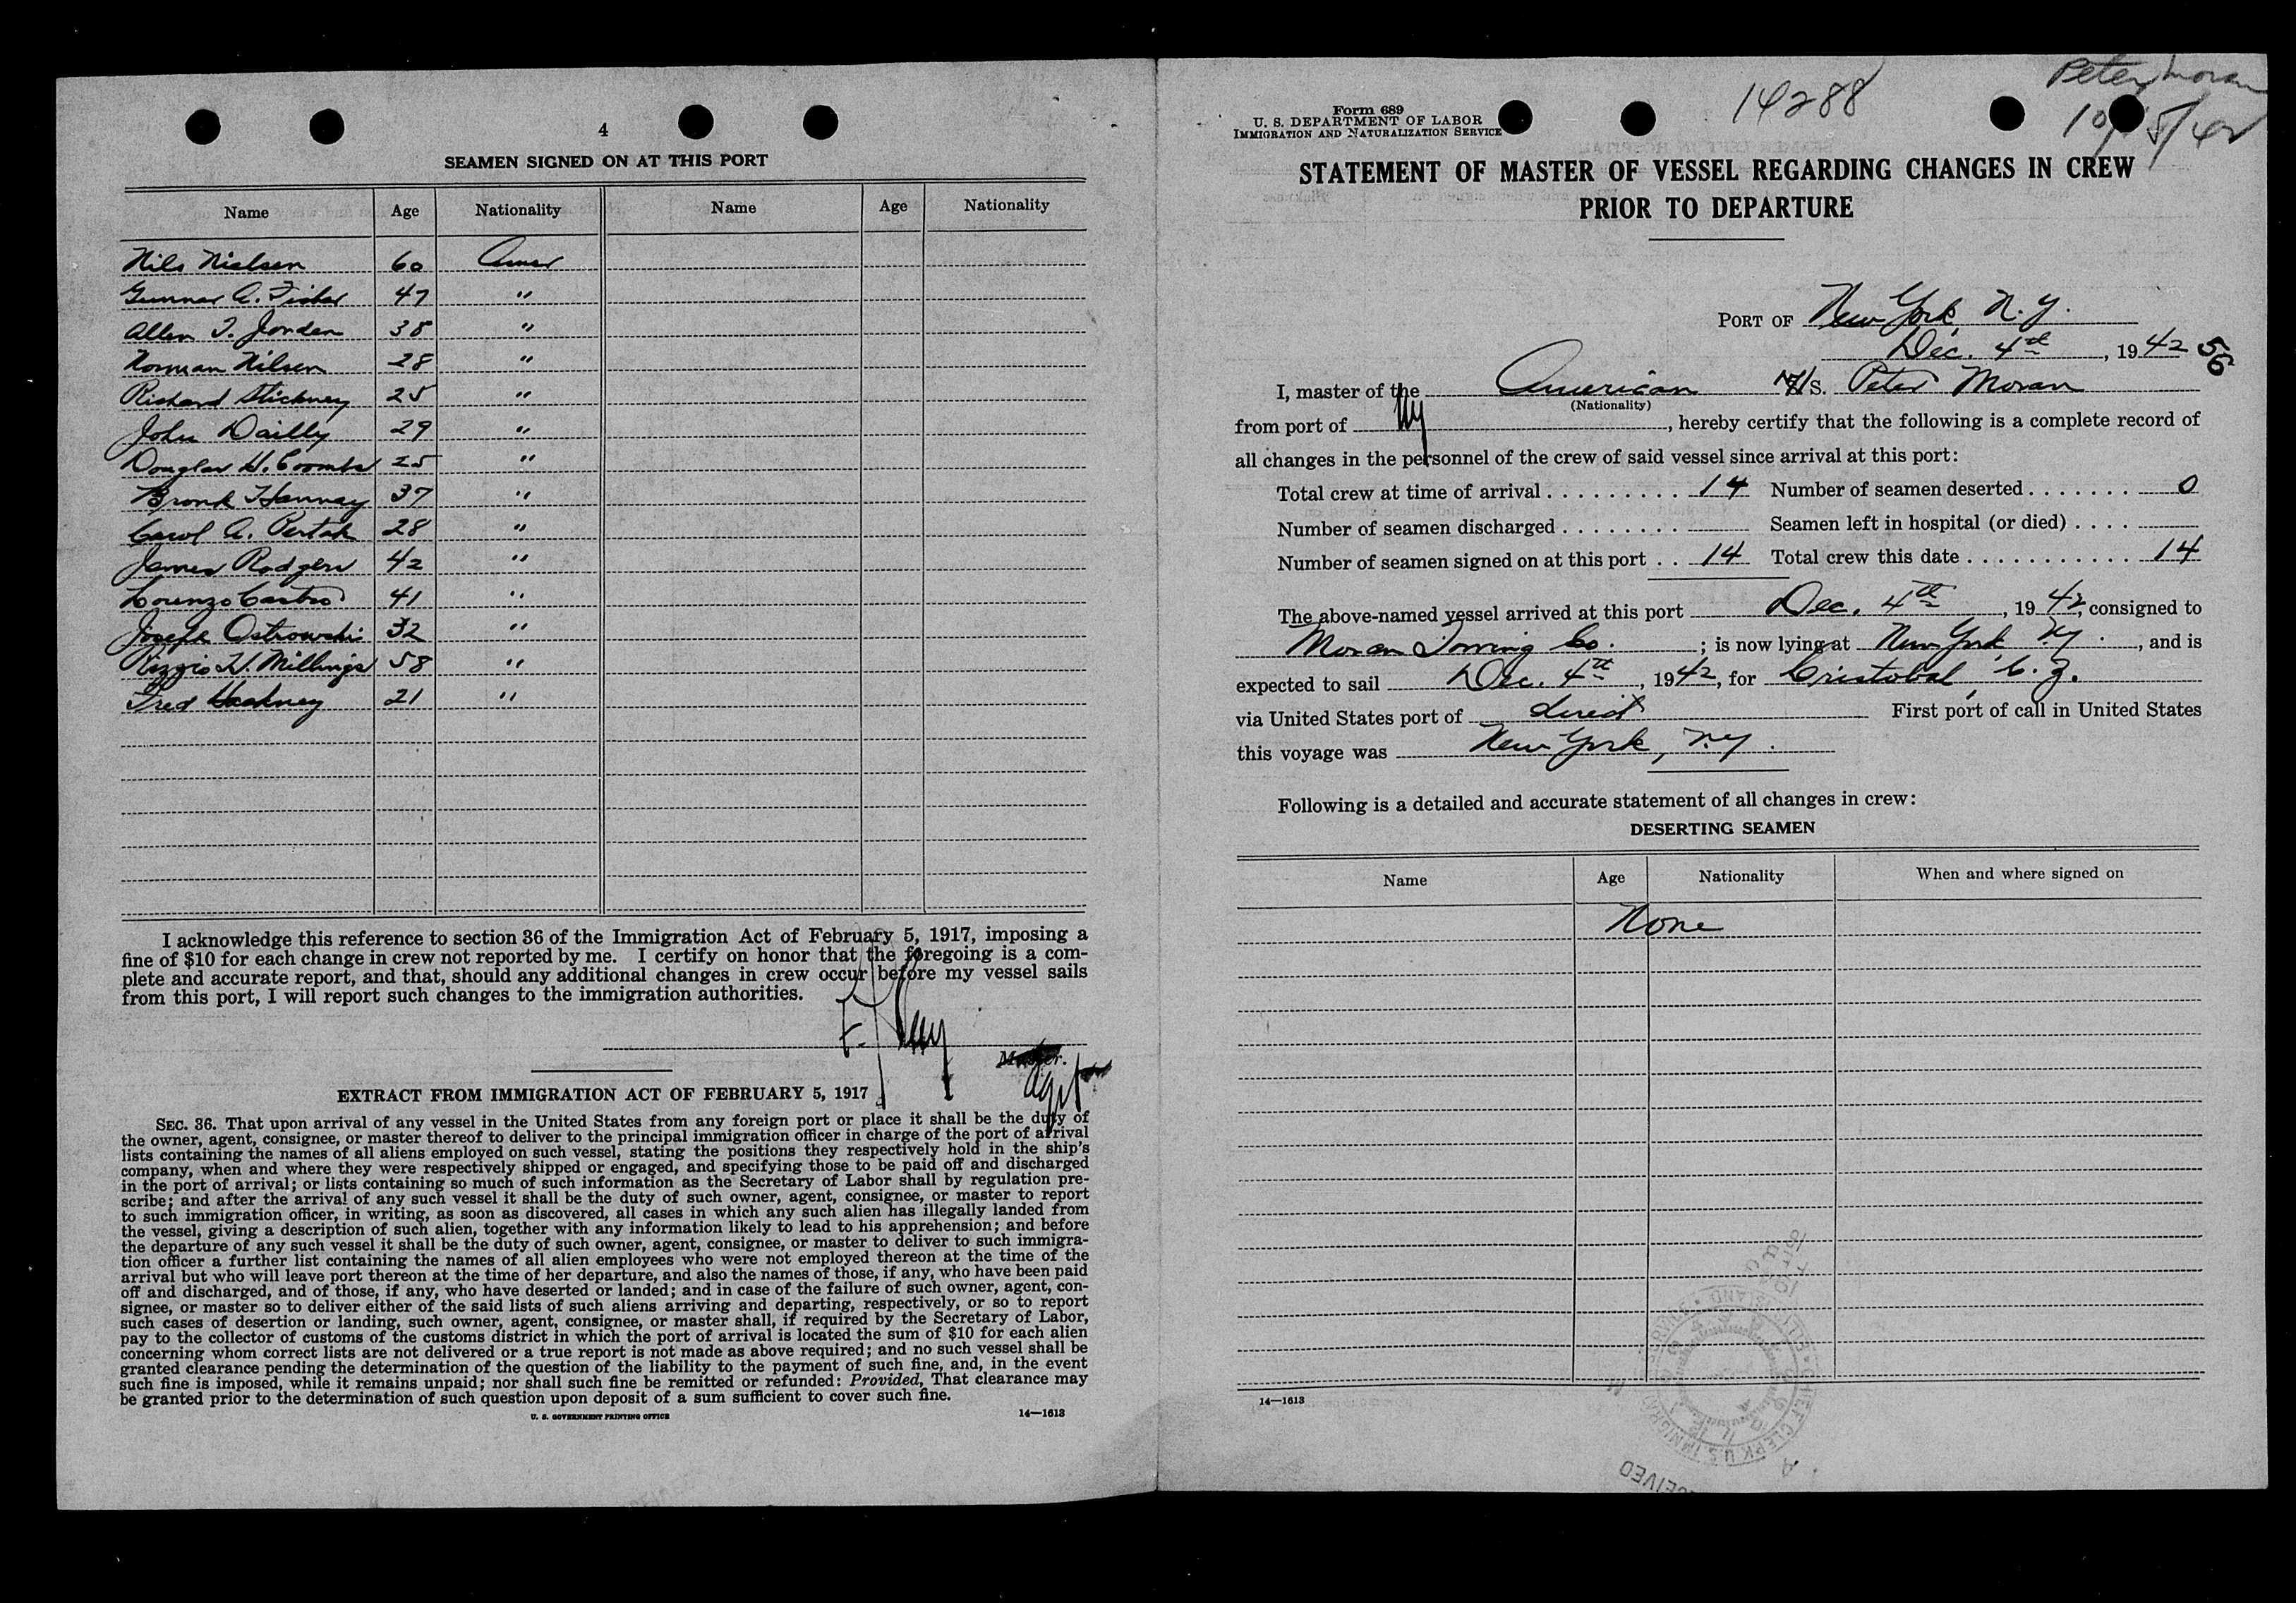 4
SEAMEN SIGNED ON AT THIS PORT
Name Age Nationality Name Age Nationality
Nils Nielsen 60 Amer
Gunnar A. Fisher 47 "
Allen T. Jorden 38 "
Norman Nilsen 28 "
Richard Stickney 25 "
John Dailly 29 "
Douglas H. Coombs 25 "
Bronk Hannay 37 "
Carol A. Pertak 28 "
James Rodgers 42 "
Lorenzo Castro 41 "
Joseph Ostrowski 32 "
Rizzio W. Millings 58 "
Fred Hackney 21 "
I acknowledge this reference to section 36 of the Immigration Act of February 5, 1917, imposing a
fine of $10 for each change in crew not reported by me. I certify on honor that the foregoing is a com-
plete and accurate report, and that, should any additional changes in crew occur before my vessel sails
from this port, I will report such changes to the immigration authorities.
Master.
Agt
EXTRACT FROM IMMIGRATION ACT OF FEBRUARY 5, 1917
SEC. 36. That upon arrival of any vessel in the United States from any foreign port or place it shall be the duty of
the owner, agent, consignee, or master thereof to deliver to the principal immigration officer in charge of the port of arrival
lists containing the names of all aliens employed on such vessel, stating the positions they respectively hold in the ship's
company, when and where they were respectively shipped or engaged, and specifying those to be paid off and discharged
in the port of arrival; or lists containing so much of such information as the Secretary of Labor shall by regulation pre-
scribe; and after the arrival of any such vessel it shall be the duty of such owner, agent, consignee, or master to report
to such immigration officer, in writing, as soon as discovered, all cases in which any such alien has illegally landed from
the vessel, giving a description of such alien, together with any information likely to lead to his apprehension; and before
the departure of any such vessel it shall be the duty of such owner, agent, consignee, or master to deliver to such immigra-
tion officer a further list containing the names of all alien employees who were not employed thereon at the time of the
arrival but who will leave port thereon at the time of her departure, and also the names of those, if any, who have been paid
off and discharged, and of those, if any, who have deserted or landed; and in case of the failure of such owner, agent, con-
signee, or master so to deliver either of the said lists of such aliens arriving and departing, respectively, or so to report
such cases of desertion or landing, such owner, agent, consignee, or master shall, if required by the Secretary of Labor,
pay to the collector of customs of the customs district in which the port of arrival is located the sum of $10 for each alien
concerning whom correct lists are not delivered or a true report is not made as above required; and no such vessel shall be
granted clearance pending the determination of the question of the liability to the payment of such fine, and, in the event
such fine is imposed, while it remains unpaid; nor shall such fine be remitted or refunded: Provided, That clearance may
be granted prior to the determination of such question upon deposit of a sum sufficient to cover such fine.
U. S. GOVERNMENT PRINTING OFFICE 14—1613
Peter Moran
14288
Form 689
U. S. DEPARTMENT OF LABOR
IMMIGRATION AND NATURALIZATION SERVICE
STATEMENT OF MASTER OF VESSEL REGARDING CHANGES IN CREW
PRIOR TO DEPARTURE
PORT OF New York, N. Y.
Dec. 4th, 1942 56
I, master of the American M/S. Peter Moran
(Nationality)
from port of NY, hereby certify that the following is a complete record of
all changes in the personnel of the crew of said vessel since arrival at this port:
Total crew at time of arrival . . . . . . . . . 14 Number of seamen deserted . . . . . . . 0
Number of seamen discharged . . . . . . . . Seamen left in hospital (or died) . . . .
Number of seamen signed on at this port . . 14 Total crew this date . . . . . . . . . . . . 14
The above-named vessel arrived at this port Dec. 4th, 1942, consigned to
Moran Towing Co. ; is now lying at New York NY., and is
expected to sail Dec. 4th, 1942, for Cristobal, C. Z.
via United States port of direct First port of call in United States
this voyage was New York, N.Y.
Following is a detailed and accurate statement of all changes in crew:
DESERTING SEAMEN
Name Age Nationality When and where signed on
None
14—1613
RECEIVED